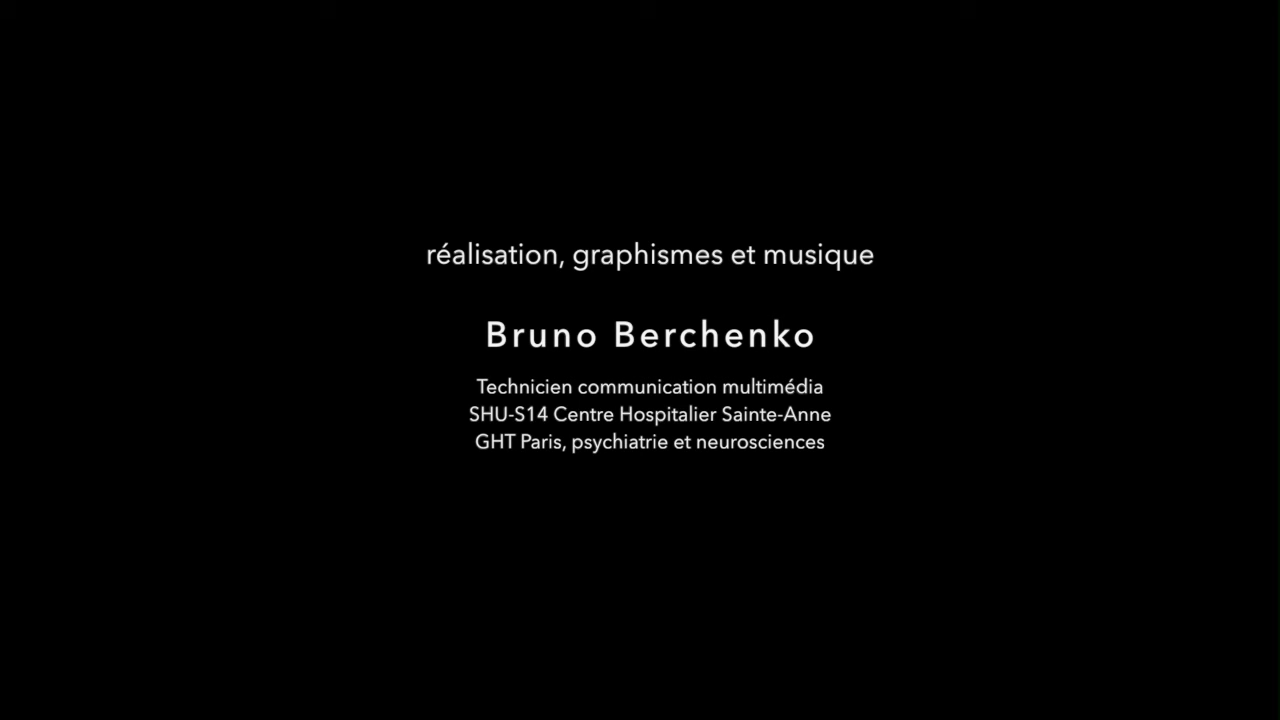 réalisation, graphismes et musique
Bruno Berchenko
Technicien communication multimédia
SHU-S14 Centre Hospitalier Sainte-Anne
GHT Paris, psychiatrie et neurosciences